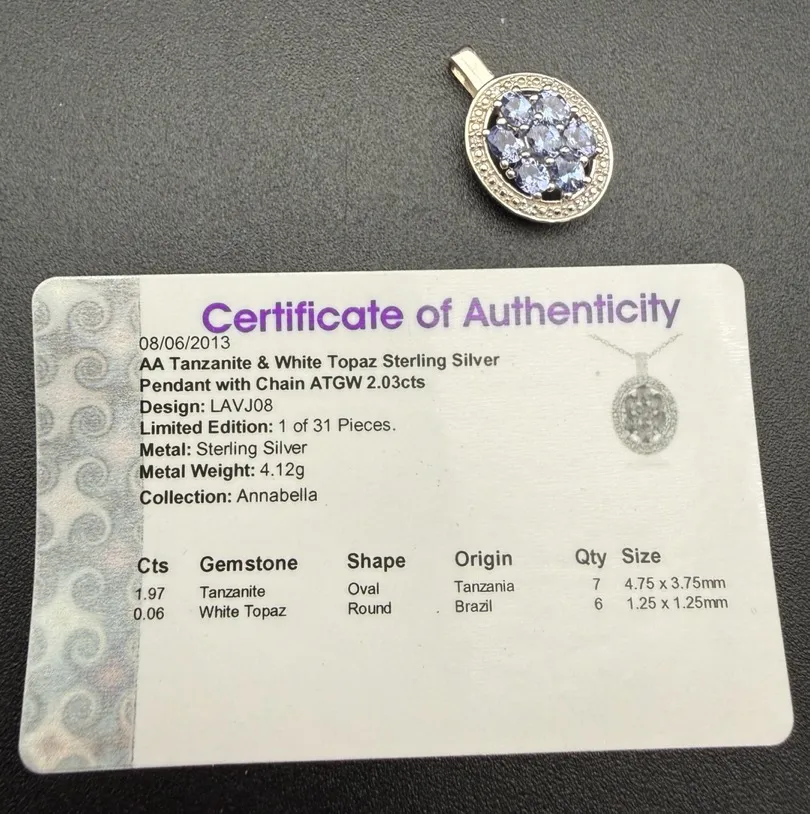 Certificate of Authenticity
08/06/2013
AA Tanzanite & White Topaz Sterling Silver
Pendant with Chain ATGW 2.03cts
Design: LAVJ08
Limited Edition: 1 of 31 Pieces.
Metal: Sterling Silver
Metal Weight: 4.12g
Collection: Annabella
Cts Gemstone Shape Origin Qty Size
1.97 Tanzanite Oval Tanzania 7 4.75 x 3.75mm
0.06 White Topaz Round Brazil 6 1.25 x 1.25mm